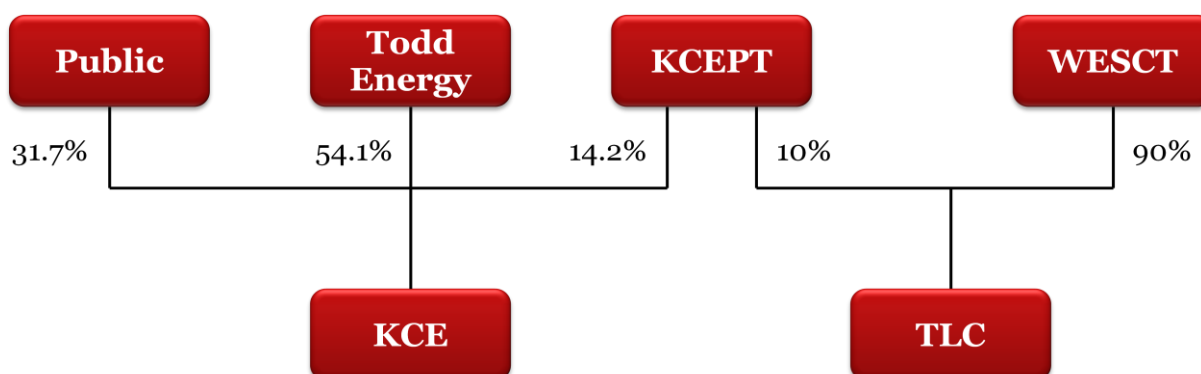 Public
Todd
Energy
KCEPT
WESCT
31.7%
54.1%
14.2%
10%
90%
KCE
TLC